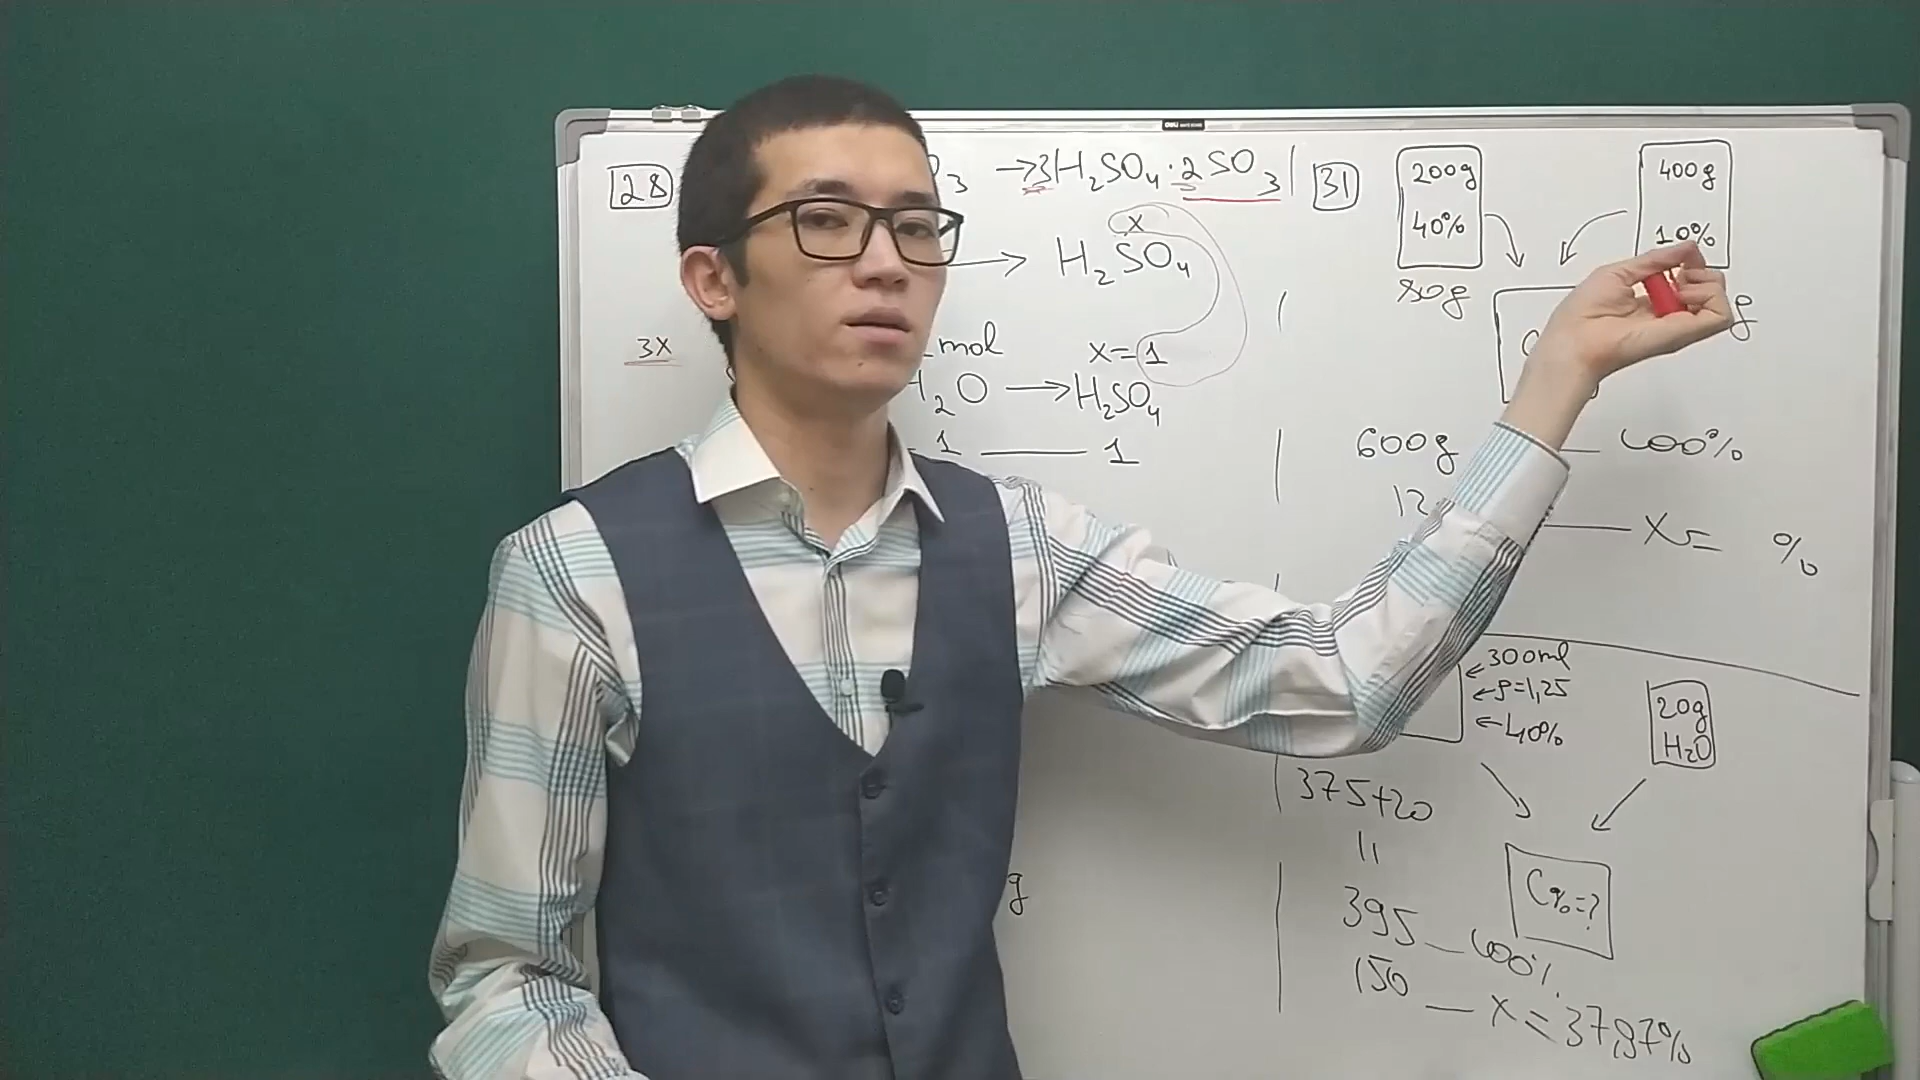 28
3 →3H₂SO₄·2SO₃
x
→ H₂SO₄
mol x=1
3x
H₂O → H₂SO₄
1 — 1
g
31
200g
40%
80g
400g
10%
g
600g — 100%
12 — x= %
300ml
ρ=1,25
40%
20g
H₂O
375+20
395 — 100%
C%=?
150 — x=37,97%
deli